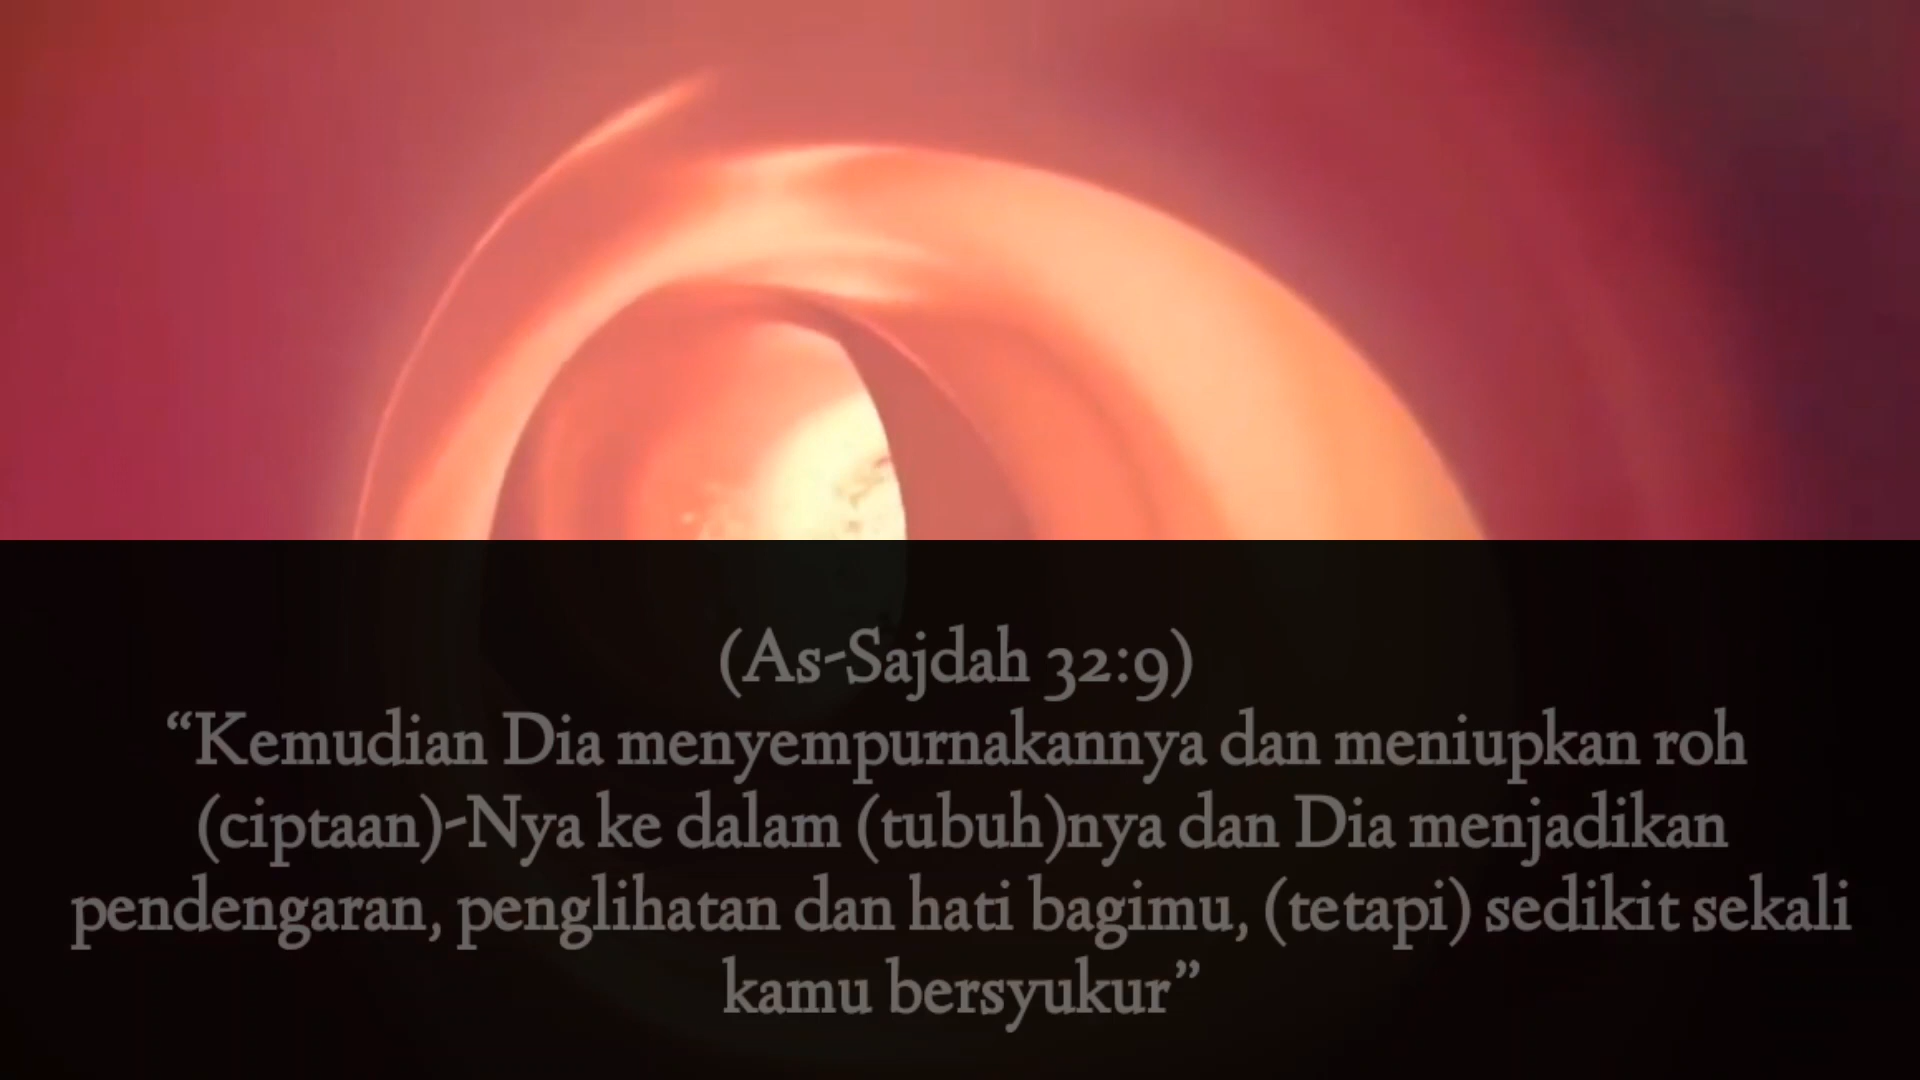 (As-Sajdah 32:9)
“Kemudian Dia menyempurnakannya dan meniupkan roh
(ciptaan)-Nya ke dalam (tubuh)nya dan Dia menjadikan
pendengaran, penglihatan dan hati bagimu, (tetapi) sedikit sekali
kamu bersyukur”